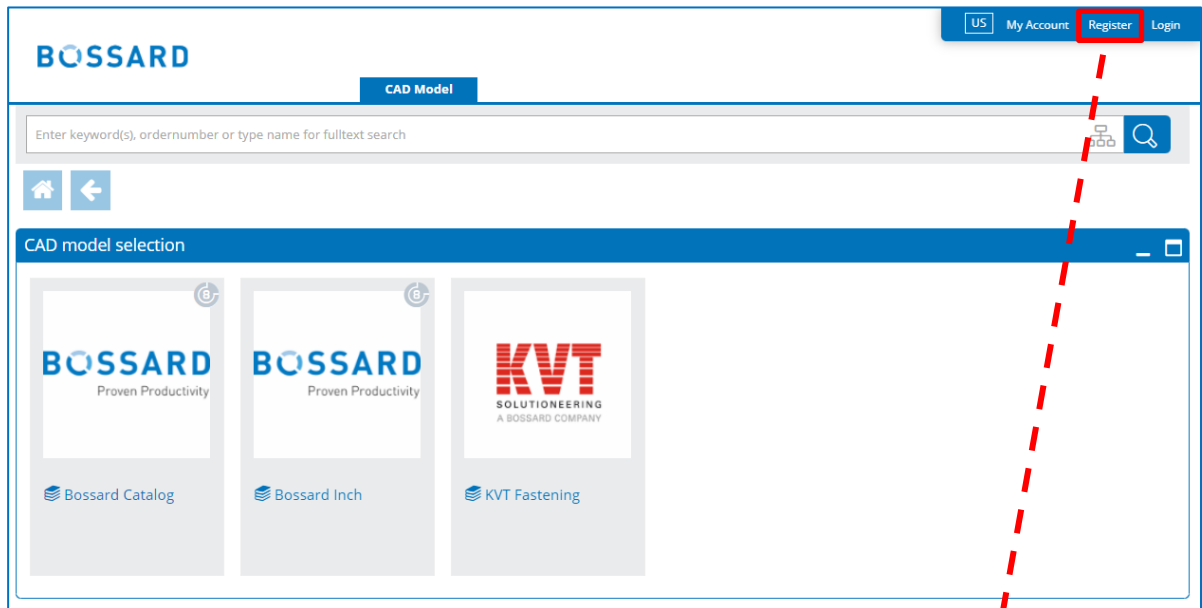 US My Account Register Login
BOSSARD
CAD Model
Enter keyword(s), ordernumber or type name for fulltext search
CAD model selection
B
BOSSARD
Proven Productivity
Bossard Catalog
B
BOSSARD
Proven Productivity
Bossard Inch
KVT
SOLUTIONEERING
A BOSSARD COMPANY
KVT Fastening